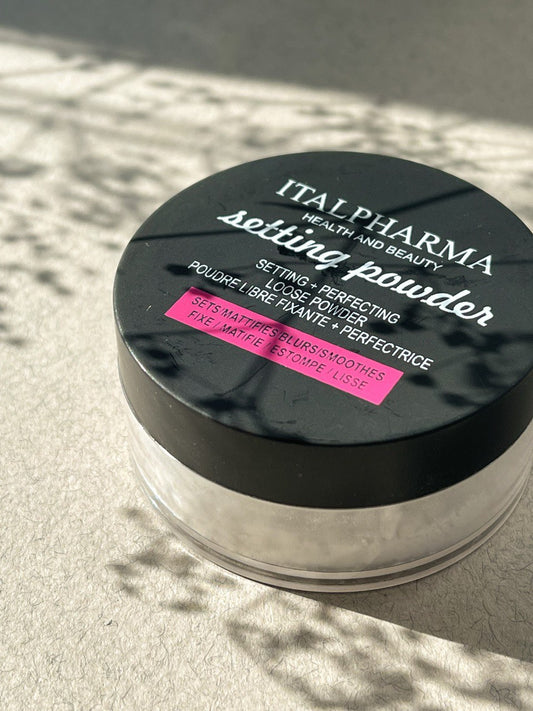 ITALPHARMA
HEALTH AND BEAUTY
setting powder
SETTING + PERFECTING
LOOSE POWDER
POUDRE LIBRE FIXANTE + PERFECTRICE
SETS/MATTIFIES/BLURS/SMOOTHES
FIXE / MATIFIE / ESTOMPE / LISSE